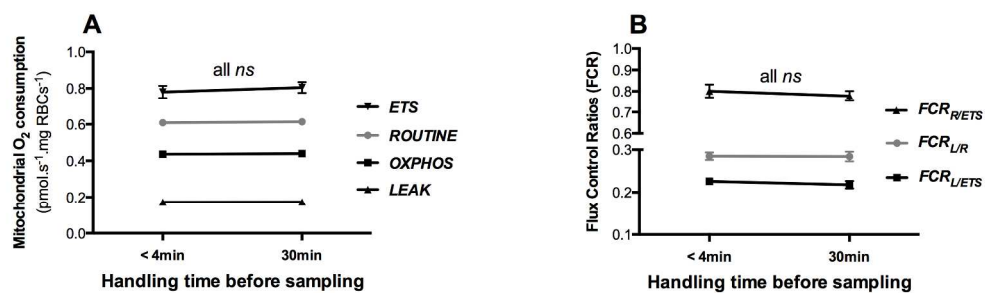 A
Mitochondrial O2 consumption
(pmol.s-1.mg RBCs-1)
1.0
0.8
0.6
0.4
0.2
0.0
all ns
ETS
ROUTINE
OXPHOS
LEAK
< 4min
30min
Handling time before sampling
B
Flux Control Ratios (FCR)
1.0
0.9
0.8
0.7
0.6
0.3
0.2
0.1
all ns
FCR R/ETS
FCR L/R
FCR L/ETS
< 4min
30min
Handling time before sampling